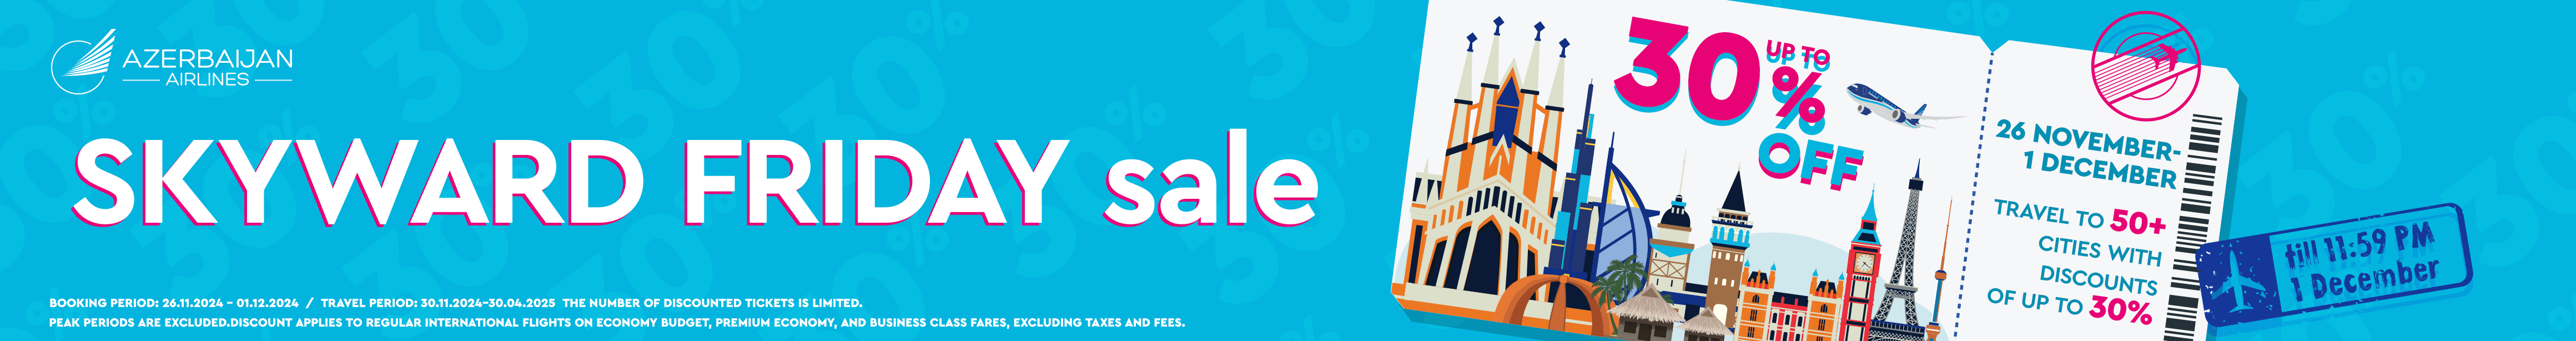 AZERBAIJAN
AIRLINES
SKYWARD FRIDAY sale
BOOKING PERIOD: 26.11.2024 - 01.12.2024 / TRAVEL PERIOD: 30.11.2024-30.04.2025 THE NUMBER OF DISCOUNTED TICKETS IS LIMITED.
PEAK PERIODS ARE EXCLUDED.DISCOUNT APPLIES TO REGULAR INTERNATIONAL FLIGHTS ON ECONOMY BUDGET, PREMIUM ECONOMY, AND BUSINESS CLASS FARES, EXCLUDING TAXES AND FEES.
UP TO
30%
OFF
26 NOVEMBER-
1 DECEMBER
TRAVEL TO 50+
CITIES WITH
DISCOUNTS
OF UP TO 30%
till 11:59 PM
1 December